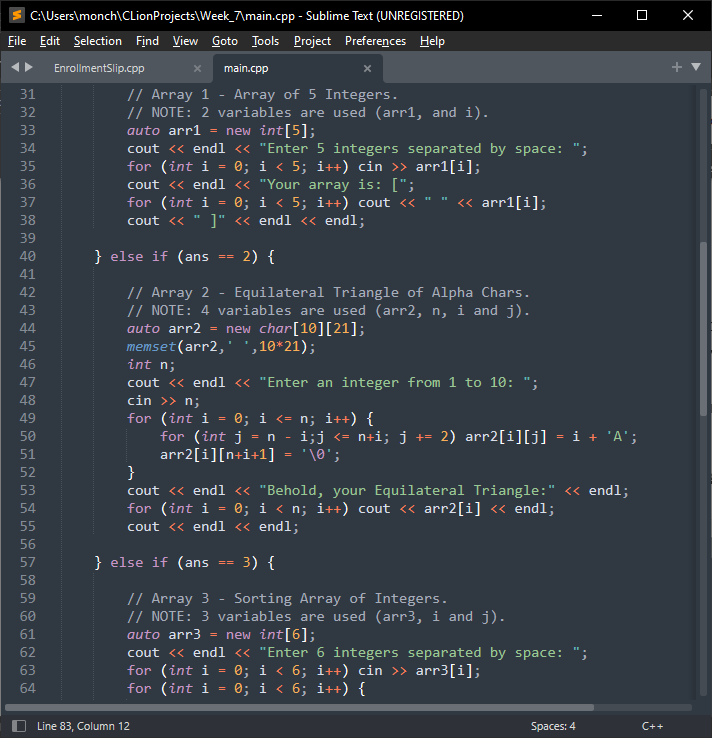 C:\Users\monch\CLionProjects\Week_7\main.cpp - Sublime Text (UNREGISTERED)
File Edit Selection Find View Goto Tools Project Preferences Help
EnrollmentSlip.cpp × main.cpp ×
31 // Array 1 - Array of 5 Integers.
32 // NOTE: 2 variables are used (arr1, and i).
33 auto arr1 = new int[5];
34 cout << endl << "Enter 5 integers separated by space: ";
35 for (int i = 0; i < 5; i++) cin >> arr1[i];
36 cout << endl << "Your array is: [";
37 for (int i = 0; i < 5; i++) cout << " " << arr1[i];
38 cout << " ]" << endl << endl;
39
40 } else if (ans == 2) {
41
42 // Array 2 - Equilateral Triangle of Alpha Chars.
43 // NOTE: 4 variables are used (arr2, n, i and j).
44 auto arr2 = new char[10][21];
45 memset(arr2,' ',10*21);
46 int n;
47 cout << endl << "Enter an integer from 1 to 10: ";
48 cin >> n;
49 for (int i = 0; i <= n; i++) {
50 for (int j = n - i;j <= n+i; j += 2) arr2[i][j] = i + 'A';
51 arr2[i][n+i+1] = '\0';
52 }
53 cout << endl << "Behold, your Equilateral Triangle:" << endl;
54 for (int i = 0; i < n; i++) cout << arr2[i] << endl;
55 cout << endl << endl;
56
57 } else if (ans == 3) {
58
59 // Array 3 - Sorting Array of Integers.
60 // NOTE: 3 variables are used (arr3, i and j).
61 auto arr3 = new int[6];
62 cout << endl << "Enter 6 integers separated by space: ";
63 for (int i = 0; i < 6; i++) cin >> arr3[i];
64 for (int i = 0; i < 6; i++) {
Line 83, Column 12 Spaces: 4 C++